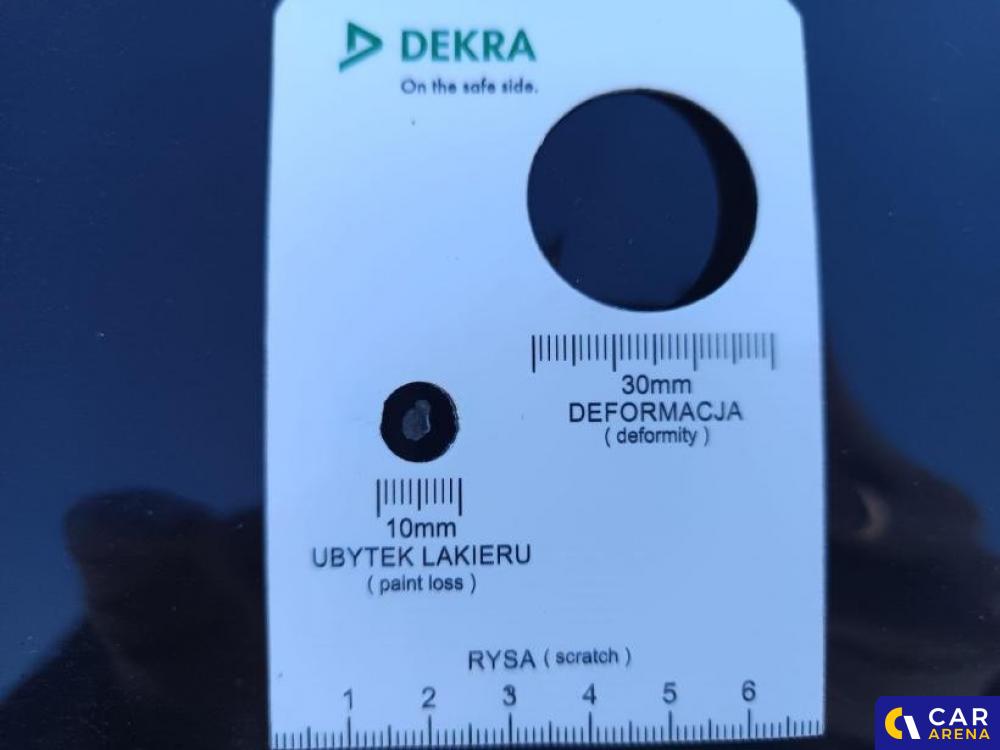 DEKRA
On the safe side.
30mm
DEFORMACJA
( deformity )
10mm
UBYTEK LAKIERU
( paint loss )
RYSA ( scratch )
1 2 3 4 5 6
CAR
ARENA